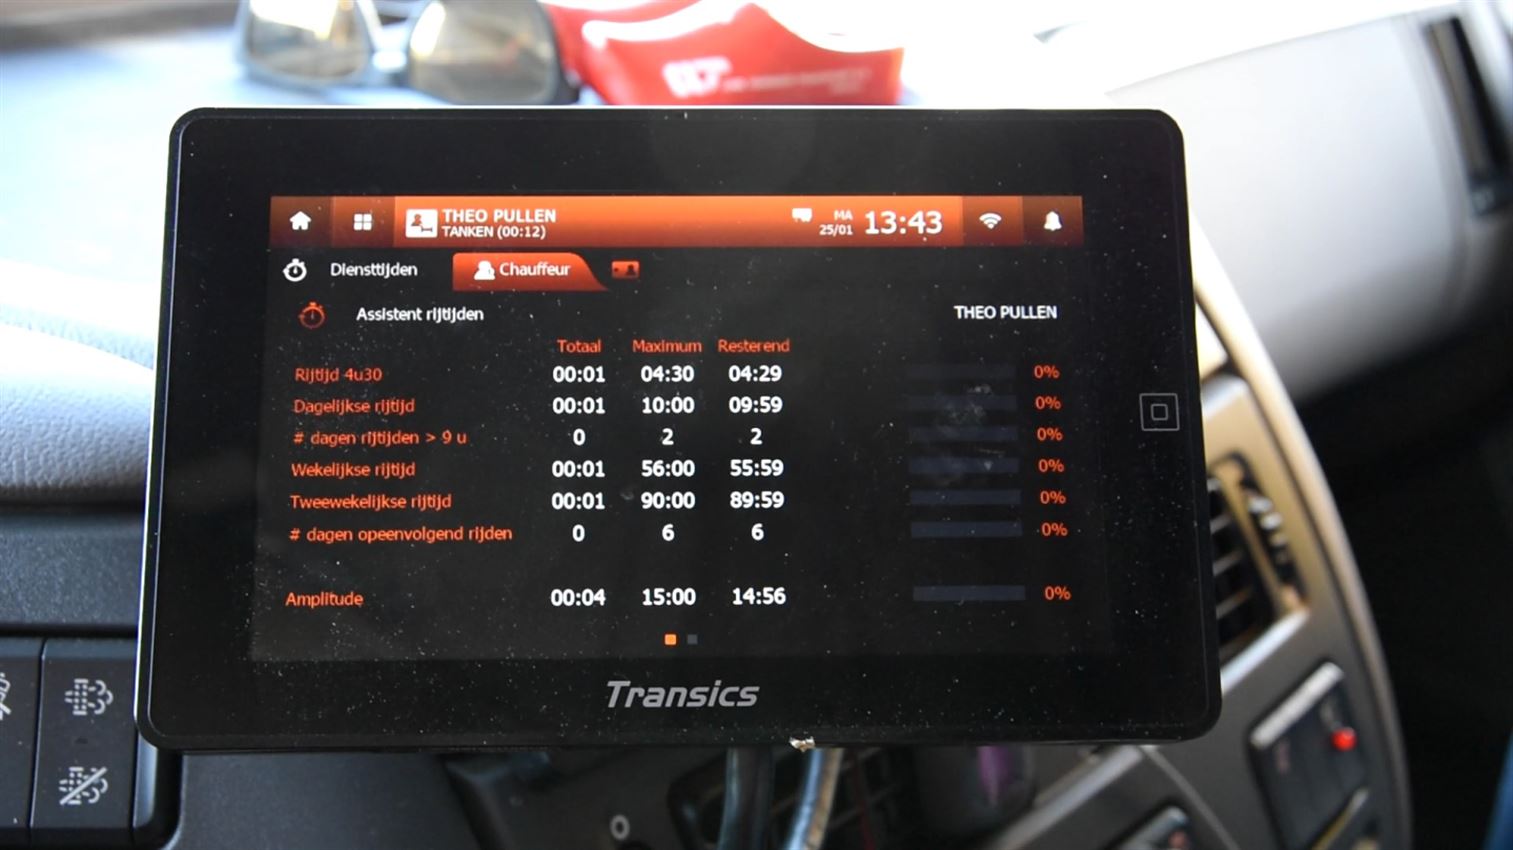 THEO PULLEN
TANKEN (00:12)
MA
25/01
13:43
Diensttijden
Chauffeur
Assistent rijtijden
THEO PULLEN
Totaal Maximum Resterend
Rijtijd 4u30 00:01 04:30 04:29 0%
Dagelijkse rijtijd 00:01 10:00 09:59 0%
# dagen rijtijden > 9 u 0 2 2 0%
Wekelijkse rijtijd 00:01 56:00 55:59 0%
Tweewekelijkse rijtijd 00:01 90:00 89:59 0%
# dagen opeenvolgend rijden 0 6 6 0%
Amplitude 00:04 15:00 14:56 0%
Transics